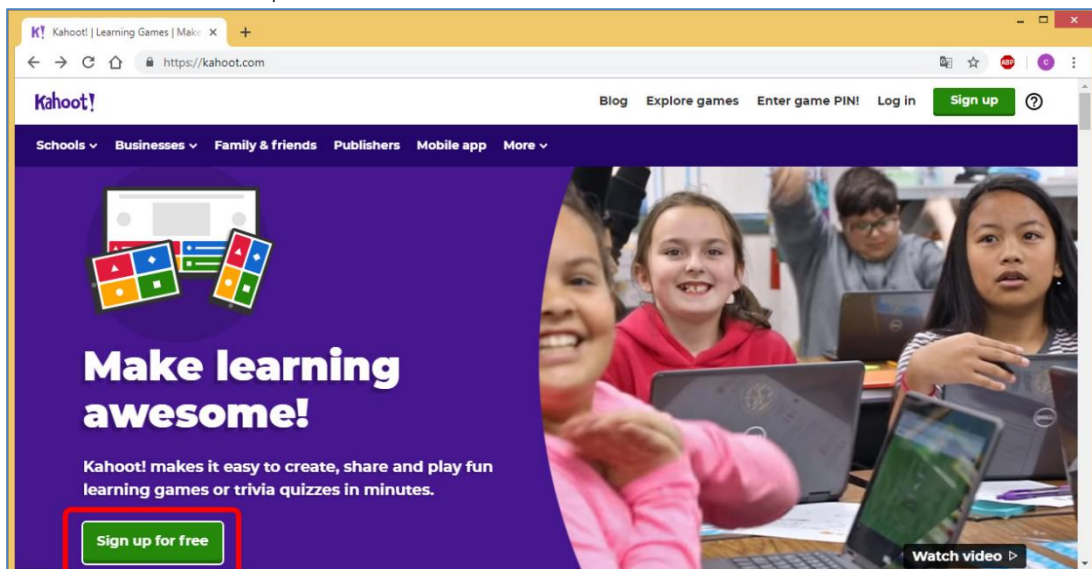 K! Kahoot! | Learning Games | Make
https://kahoot.com
ABP
C
Kahoot!
Blog Explore games Enter game PIN! Log in Sign up
Schools Businesses Family & friends Publishers Mobile app More
Make learning
awesome!
Kahoot! makes it easy to create, share and play fun
learning games or trivia quizzes in minutes.
Sign up for free
Watch video
DELL